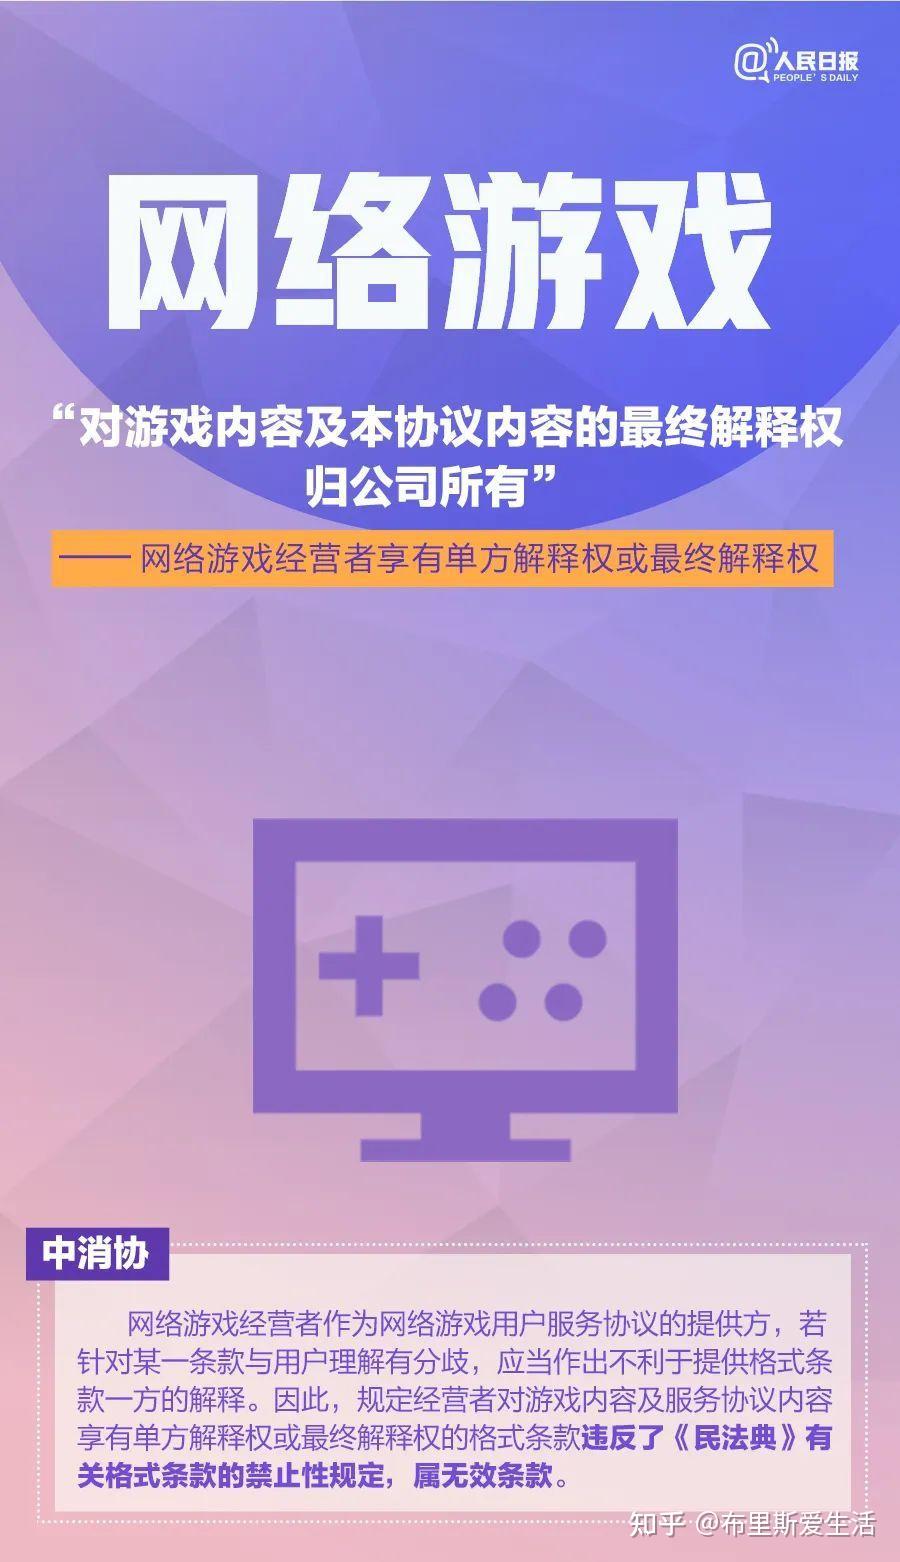 @人民日报
PEOPLE'S DAILY
网络游戏
“对游戏内容及本协议内容的最终解释权
归公司所有”
—— 网络游戏经营者享有单方解释权或最终解释权
中消协
网络游戏经营者作为网络游戏用户服务协议的提供方，若
针对某一条款与用户理解有分歧，应当作出不利于提供格式条
款一方的解释。因此，规定经营者对游戏内容及服务协议内容
享有单方解释权或最终解释权的格式条款违反了《民法典》有
关格式条款的禁止性规定，属无效条款。
知乎 @布里斯爱生活